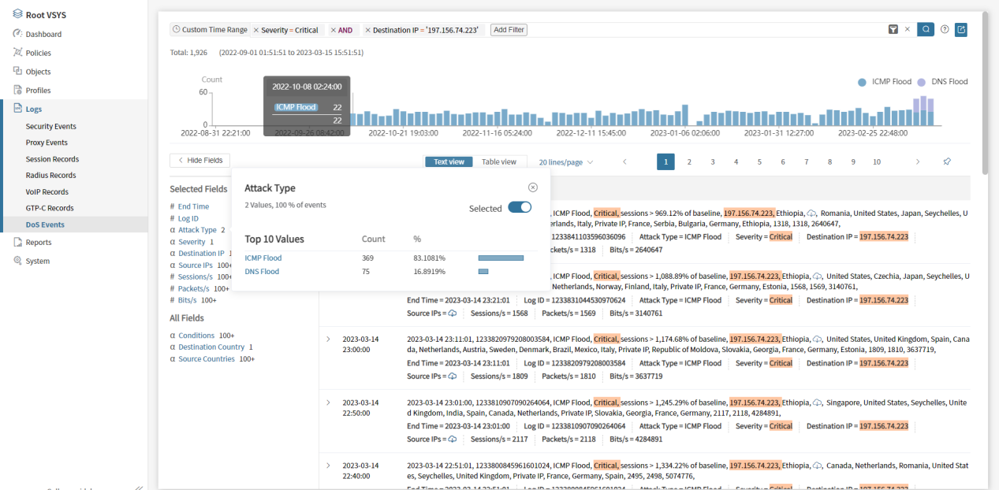 Root VSYS
Dashboard
Policies
Objects
Profiles
Logs
Security Events
Proxy Events
Session Records
Radius Records
VoIP Records
GTP-C Records
DoS Events
Reports
System
Custom Time Range × Severity = Critical × AND × Destination IP = '197.156.74.223' Add Filter
Total: 1,926 (2022-09-01 01:51:51 to 2023-03-15 15:51:51)
Count
60
0
2022-10-08 02:24:00
ICMP Flood 22
22
ICMP Flood DNS Flood
2022-08-31 22:21:00 2022-09-26 08:42:00 2022-10-21 19:03:00 2022-11-16 05:24:00 2022-12-11 15:45:00 2023-01-06 02:06:00 2023-01-31 12:27:00 2023-02-25 22:48:00
Hide Fields
Text view Table view 20 lines/page 1 2 3 4 5 6 7 8 9 10
Selected Fields
# End Time
# Log ID
α Attack Type 2
α Severity 1
α Destination IP 1
α Source IPs 100+
# Sessions/s 100+
# Packets/s 100+
# Bits/s 100+
All Fields
α Conditions 100+
α Destination Country 1
α Source Countries 100+
Attack Type
2 Values, 100 % of events
Selected
Top 10 Values Count %
ICMP Flood 369 83.1081%
DNS Flood 75 16.8919%
, ICMP Flood, Critical, sessions > 969.12% of baseline, 197.156.74.223, Ethiopia, , Romania, United States, Japan, Seychelles, U
erlands, Italy, Private IP, France, Serbia, Bulgaria, Germany, Ethiopia, 1318, 1318, 2640647,
1233841103596036096 Attack Type = ICMP Flood Severity = Critical Destination IP = 197.156.74.223
ckets/s = 1318 Bits/s = 2640647
, ICMP Flood, Critical, sessions > 1,088.89% of baseline, 197.156.74.223, Ethiopia, , United States, Czechia, Japan, Seychelles, U
Netherlands, Norway, Finland, Italy, Private IP, France, Germany, Estonia, 1568, 1569, 3140761,
End Time = 2023-03-14 23:21:01 Log ID = 1233831044530970624 Attack Type = ICMP Flood Severity = Critical Destination IP = 197.156.74.223
Source IPs = Sessions/s = 1568 Packets/s = 1569 Bits/s = 3140761
2023-03-14
23:00:00
2023-03-14 23:11:01, 1233820979208003584, ICMP Flood, Critical, sessions > 1,174.68% of baseline, 197.156.74.223, Ethiopia, , United States, United Kingdom, Spain, Cana
da, Netherlands, Austria, Sweden, Denmark, Brazil, Mexico, Italy, Private IP, Republic of Moldova, Slovakia, Georgia, France, Germany, Estonia, 1809, 1810, 3637719,
End Time = 2023-03-14 23:11:01 Log ID = 1233820979208003584 Attack Type = ICMP Flood Severity = Critical Destination IP = 197.156.74.223
Source IPs = Sessions/s = 1809 Packets/s = 1810 Bits/s = 3637719
2023-03-14
22:50:00
2023-03-14 23:01:00, 1233810907090264064, ICMP Flood, Critical, sessions > 1,245.29% of baseline, 197.156.74.223, Ethiopia, , Singapore, United States, Seychelles, Unite
d Kingdom, India, Spain, Canada, Netherlands, Private IP, Slovakia, Georgia, France, Germany, 2117, 2118, 4284891,
End Time = 2023-03-14 23:01:00 Log ID = 1233810907090264064 Attack Type = ICMP Flood Severity = Critical Destination IP = 197.156.74.223
Source IPs = Sessions/s = 2117 Packets/s = 2118 Bits/s = 4284891
2023-03-14
22:40:00
2023-03-14 22:51:01, 1233800845961601024, ICMP Flood, Critical, sessions > 1,334.22% of baseline, 197.156.74.223, Ethiopia, , Canada, Netherlands, Romania, United Stat
es, Seychelles, United Kingdom, Private IP, France, Germany, Spain, 2495, 2498, 5074776,